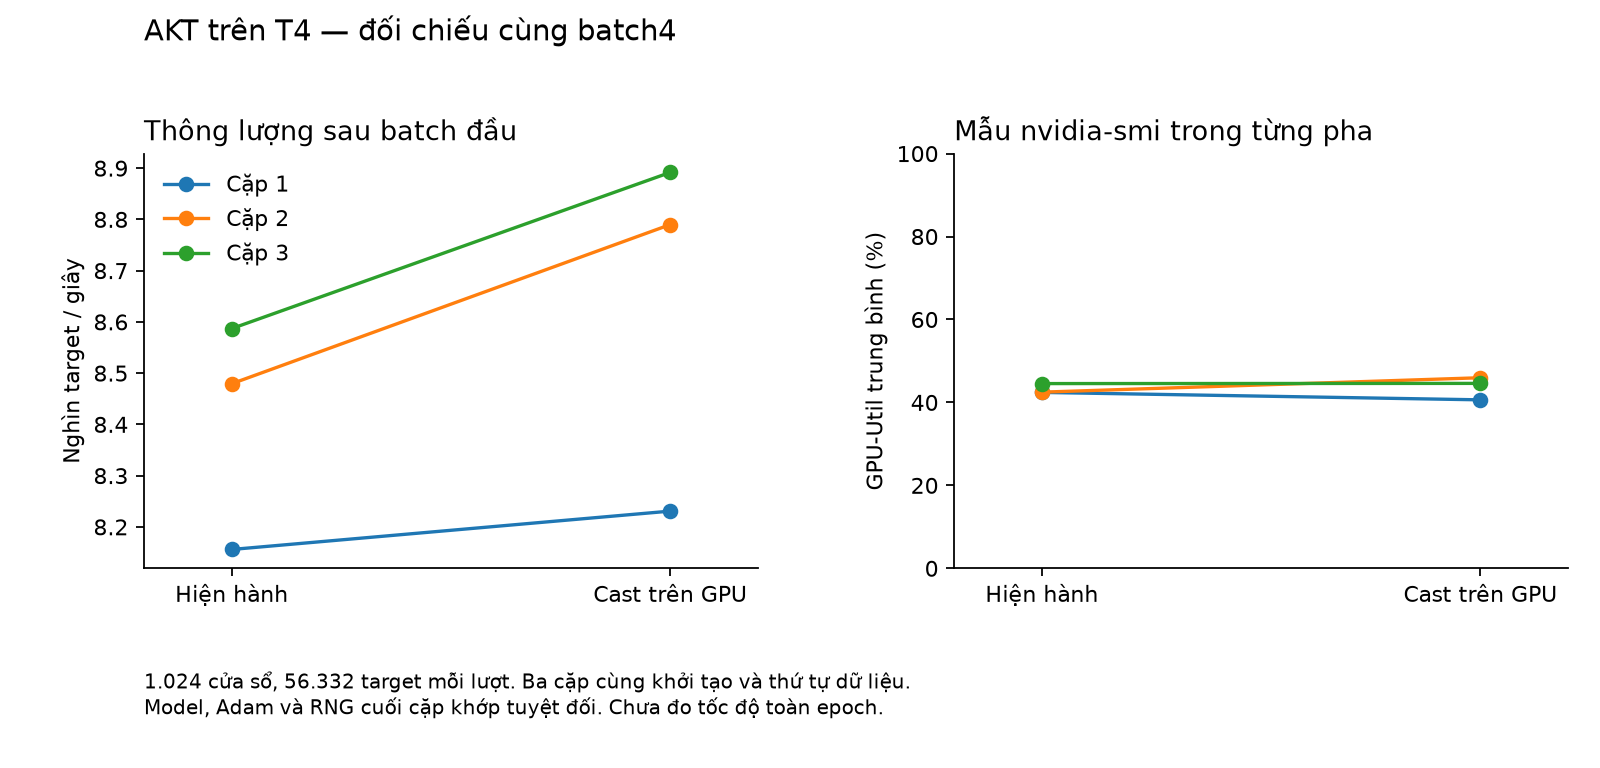 AKT trên T4 — đối chiếu cùng batch4
Thông lượng sau batch đầu
Nghìn target / giây
8.9
8.8
8.7
8.6
8.5
8.4
8.3
8.2
Cặp 1
Cặp 2
Cặp 3
Hiện hành
Cast trên GPU
Mẫu nvidia-smi trong từng pha
GPU-Util trung bình (%)
100
80
60
40
20
0
Hiện hành
Cast trên GPU
1.024 cửa sổ, 56.332 target mỗi lượt. Ba cặp cùng khởi tạo và thứ tự dữ liệu.
Model, Adam và RNG cuối cặp khớp tuyệt đối. Chưa đo tốc độ toàn epoch.